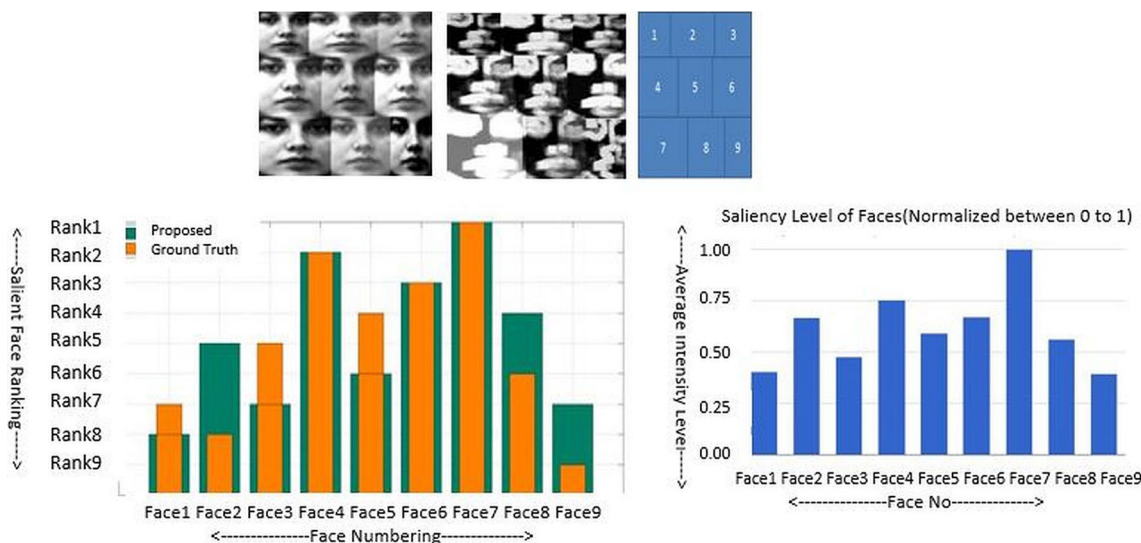 1 2 3
4 5 6
7 8 9
Rank1
Rank2
Rank3
Rank4
Rank5
Rank6
Rank7
Rank8
Rank9
<-----Salient Face Ranking ----->
Proposed
Ground Truth
Face1 Face2 Face3 Face4 Face5 Face6 Face7 Face8 Face9
<--------------Face Numbering------------->
Saliency Level of Faces(Normalized between 0 to 1)
<-----Average Intensity Level----->
1.00
0.75
0.50
0.25
0.00
Face1 Face2 Face3 Face4 Face5 Face6 Face7 Face8 Face9
<--------------Face No------------->